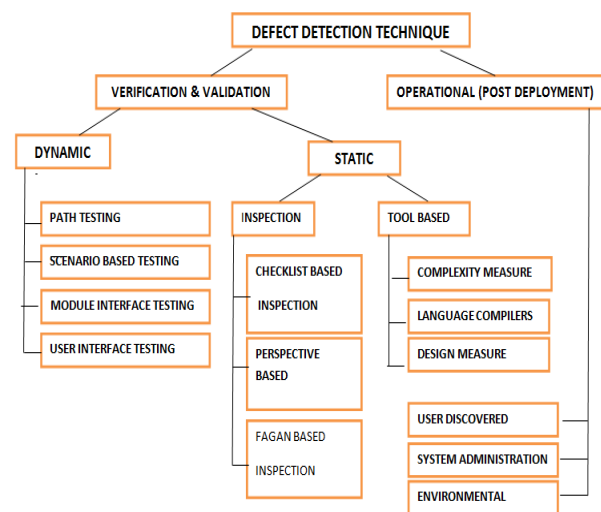 DEFECT DETECTION TECHNIQUE
VERIFICATION & VALIDATION
OPERATIONAL (POST DEPLOYMENT)
DYNAMIC
STATIC
PATH TESTING
SCENARIO BASED TESTING
MODULE INTERFACE TESTING
USER INTERFACE TESTING
INSPECTION
CHECKLIST BASED
INSPECTION
PERSPECTIVE
BASED
FAGAN BASED
INSPECTION
TOOL BASED
COMPLEXITY MEASURE
LANGUAGE COMPILERS
DESIGN MEASURE
USER DISCOVERED
SYSTEM ADMINISTRATION
ENVIRONMENTAL